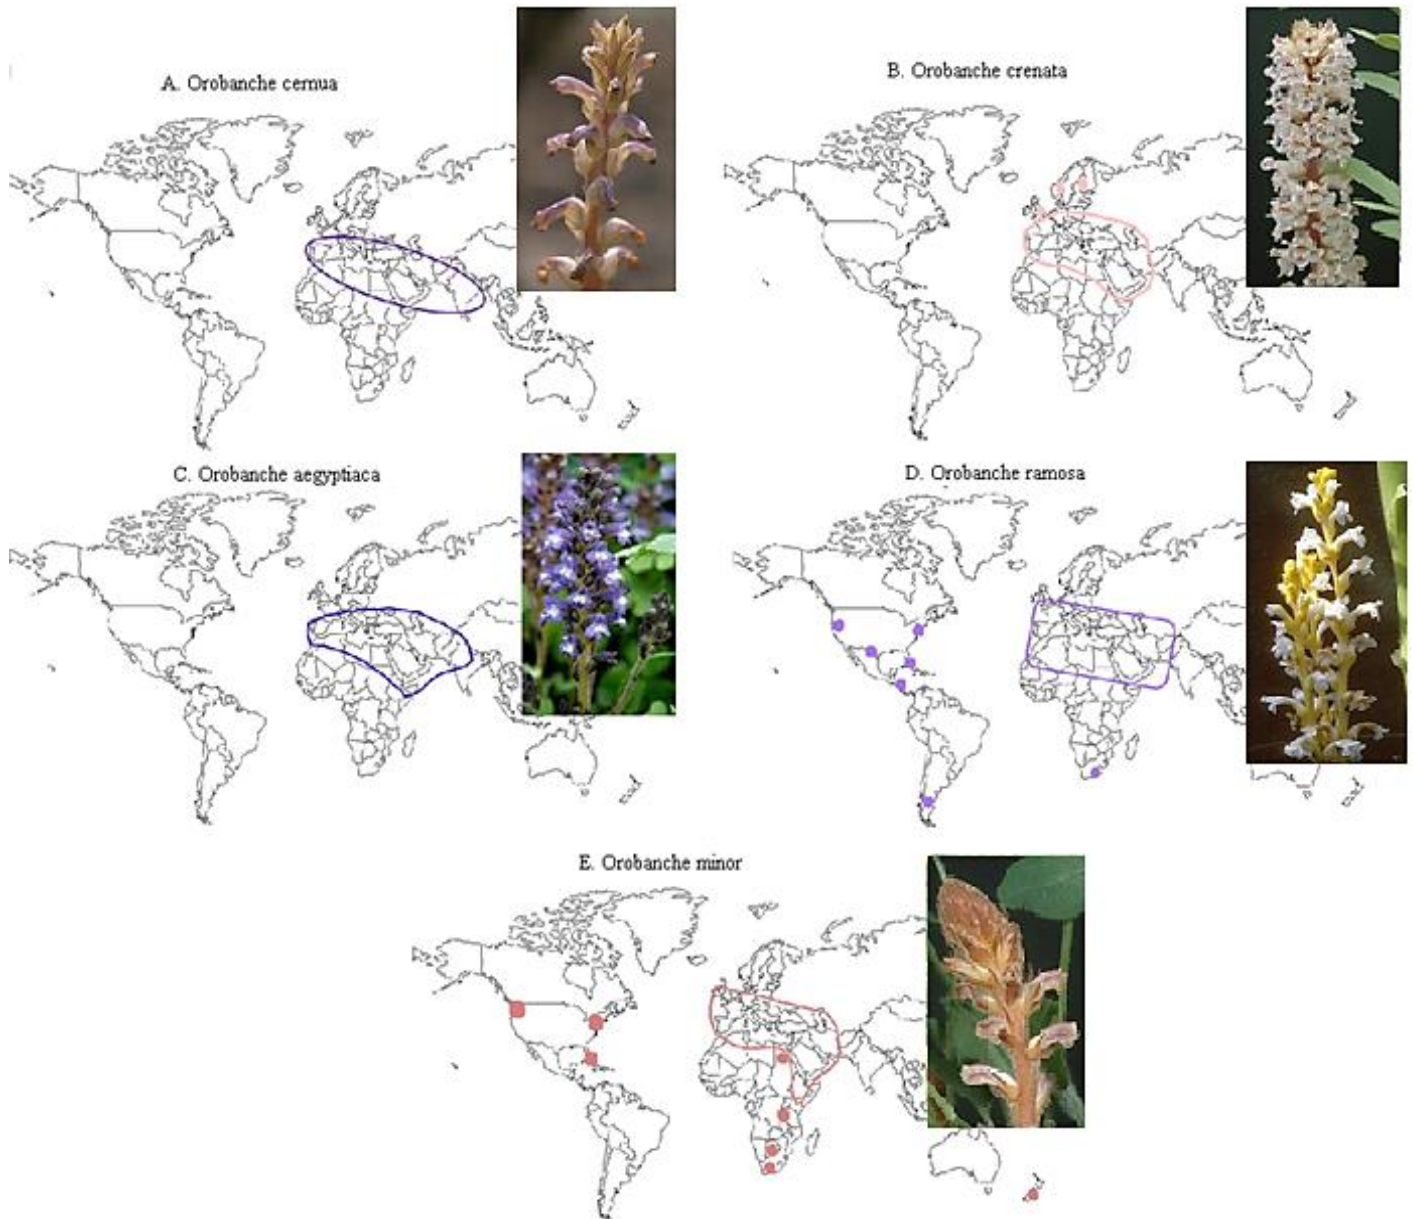 A. Orobanche cernua
B. Orobanche crenata
C. Orobanche aegyptiaca
D. Orobanche ramosa
E. Orobanche minor